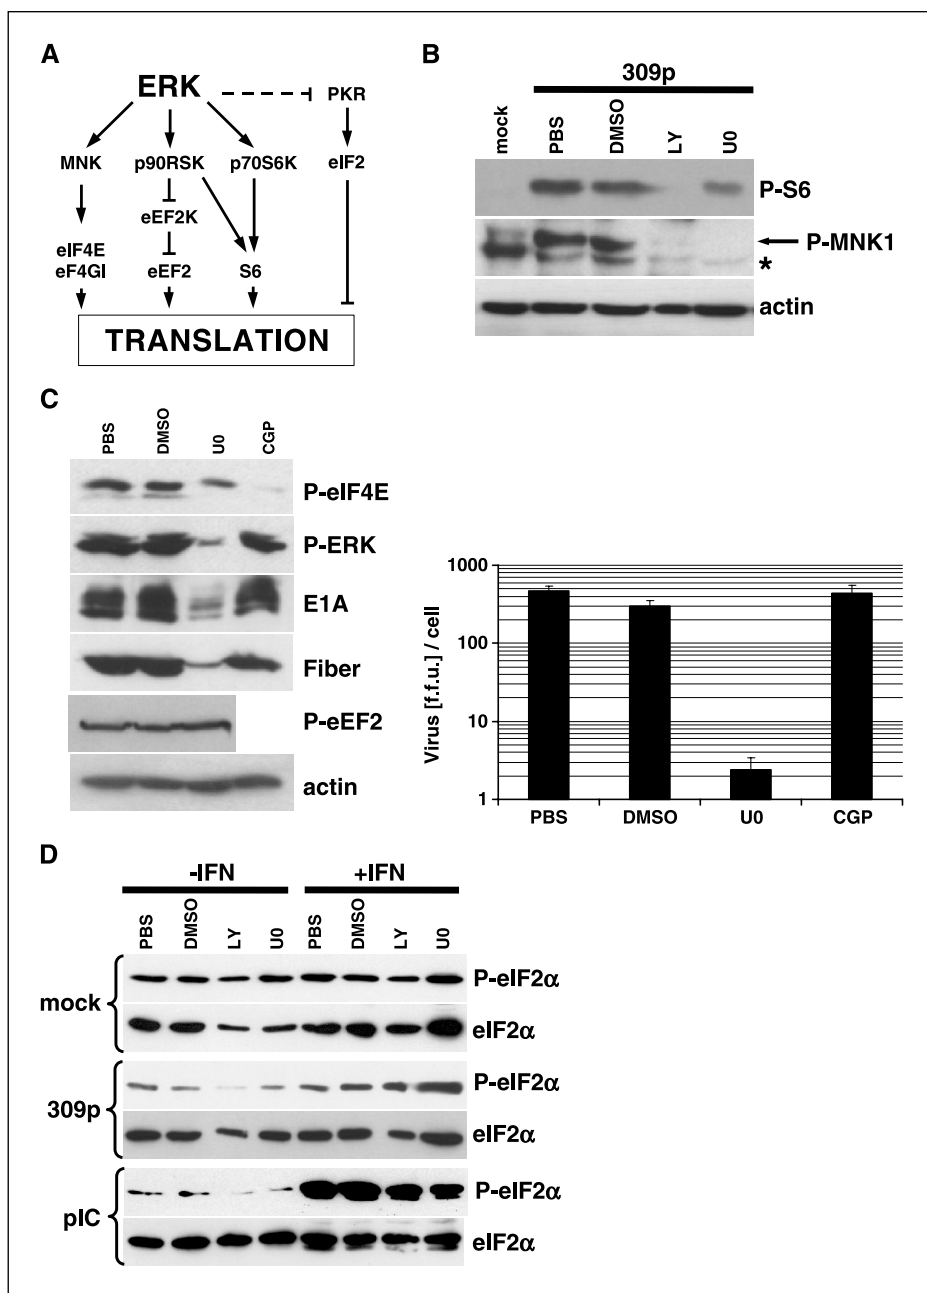 A
ERK
PKR
MNK p90RSK p70S6K eIF2
eEF2K
eIF4E
eF4GI eEF2 S6
TRANSLATION
B
309p
mock PBS DMSO LY U0
P-S6
P-MNK1
*
actin
C
PBS DMSO U0 CGP
P-eIF4E
P-ERK
E1A
Fiber
P-eEF2
actin
Virus [f.f.u.] / cell
1000
100
10
1
PBS DMSO U0 CGP
D
-IFN +IFN
PBS DMSO LY U0 PBS DMSO LY U0
mock
P-eIF2α
eIF2α
309p
P-eIF2α
eIF2α
pIC
P-eIF2α
eIF2α